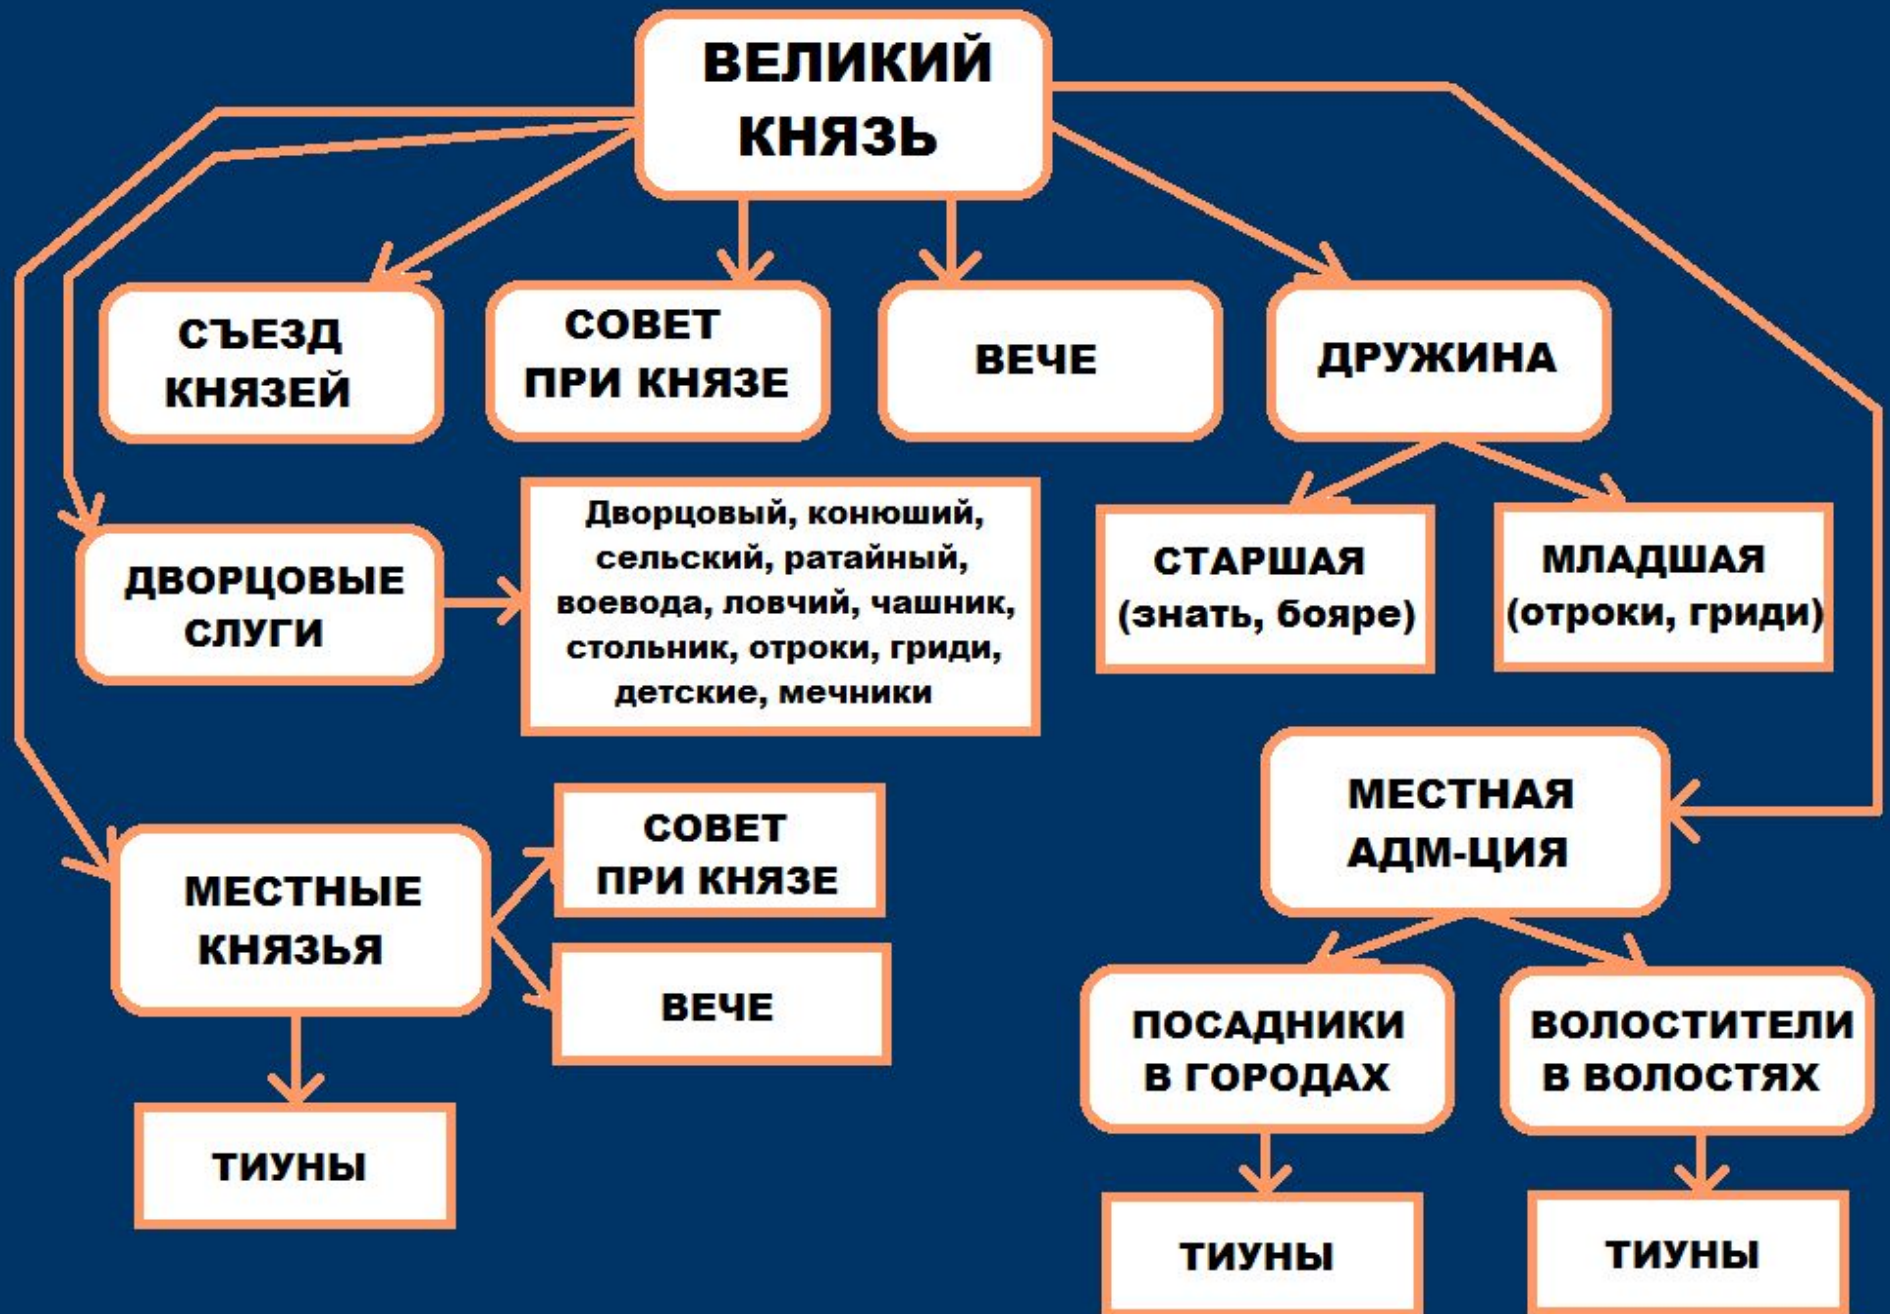 ВЕЛИКИЙ
КНЯЗЬ
СЪЕЗД
КНЯЗЕЙ
СОВЕТ
ПРИ КНЯЗЕ
ВЕЧЕ
ДРУЖИНА
ДВОРЦОВЫЕ
СЛУГИ
Дворцовый, конюший,
сельский, ратайный,
воевода, ловчий, чашник,
стольник, отроки, гриди,
детские, мечники
СТАРШАЯ
(знать, бояре)
МЛАДШАЯ
(отроки, гриди)
МЕСТНЫЕ
КНЯЗЬЯ
СОВЕТ
ПРИ КНЯЗЕ
ВЕЧЕ
ТИУНЫ
МЕСТНАЯ
АДМ-ЦИЯ
ПОСАДНИКИ
В ГОРОДАХ
ВОЛОСТИТЕЛИ
В ВОЛОСТЯХ
ТИУНЫ
ТИУНЫ